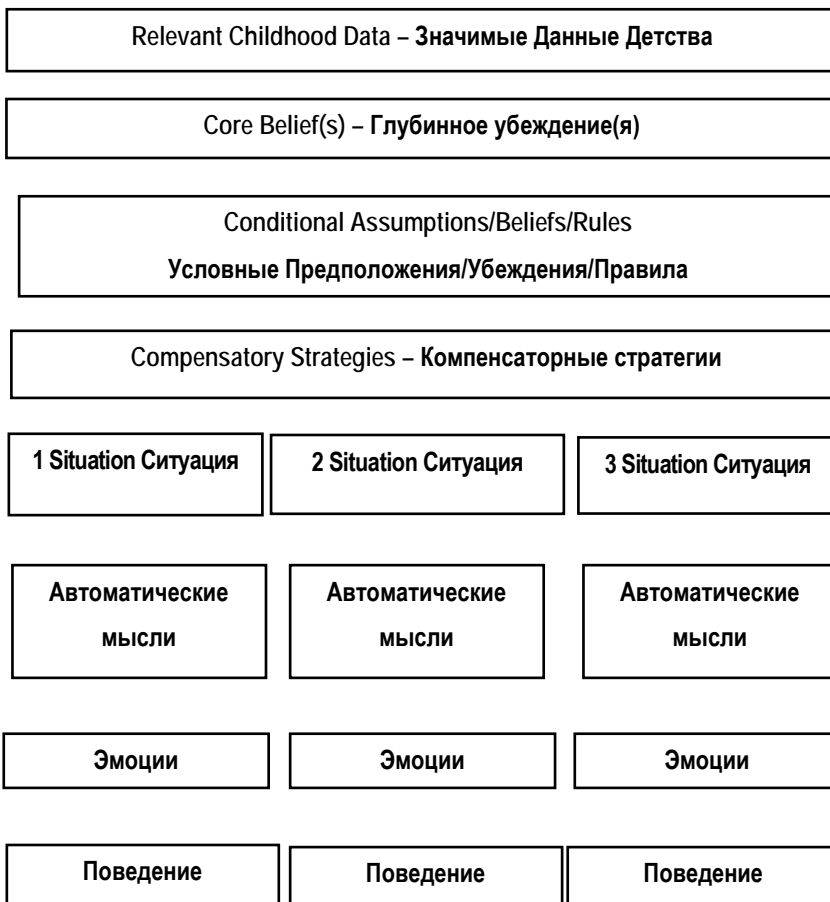 Relevant Childhood Data – Значимые Данные Детства
Core Belief(s) – Глубинное убеждение(я)
Conditional Assumptions/Beliefs/Rules
Условные Предположения/Убеждения/Правила
Compensatory Strategies – Компенсаторные стратегии
1 Situation Ситуация
2 Situation Ситуация
3 Situation Ситуация
Автоматические
мысли
Автоматические
мысли
Автоматические
мысли
Эмоции
Эмоции
Эмоции
Поведение
Поведение
Поведение